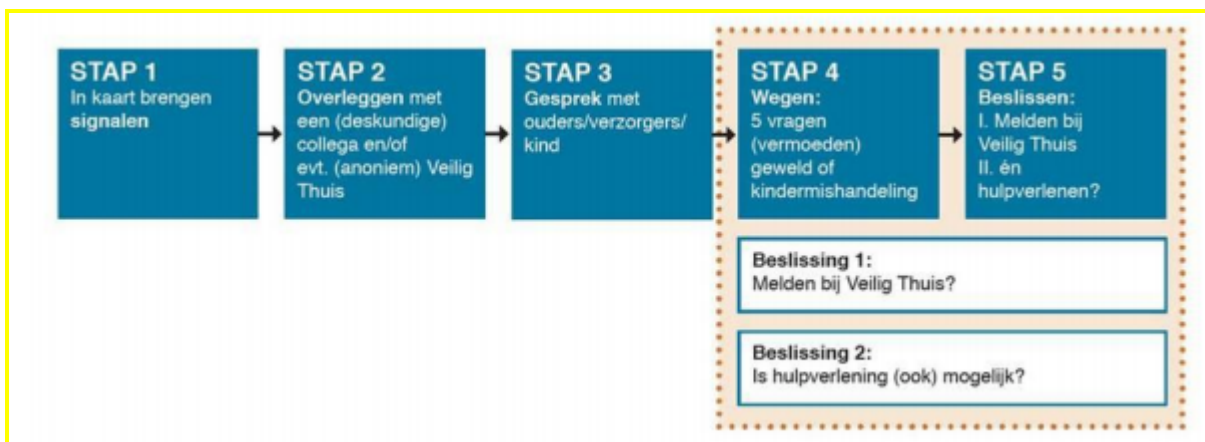 STAP 1
In kaart brengen
signalen
STAP 2
Overleggen met
een (deskundige)
collega en/of
evt. (anoniem) Veilig
Thuis
STAP 3
Gesprek met
ouders/verzorgers/
kind
STAP 4
Wegen:
5 vragen
(vermoeden)
geweld of
kindermishandeling
STAP 5
Beslissen:
I. Melden bij
Veilig Thuis
II. én
hulpverlenen?
Beslissing 1:
Melden bij Veilig Thuis?
Beslissing 2:
Is hulpverlening (ook) mogelijk?